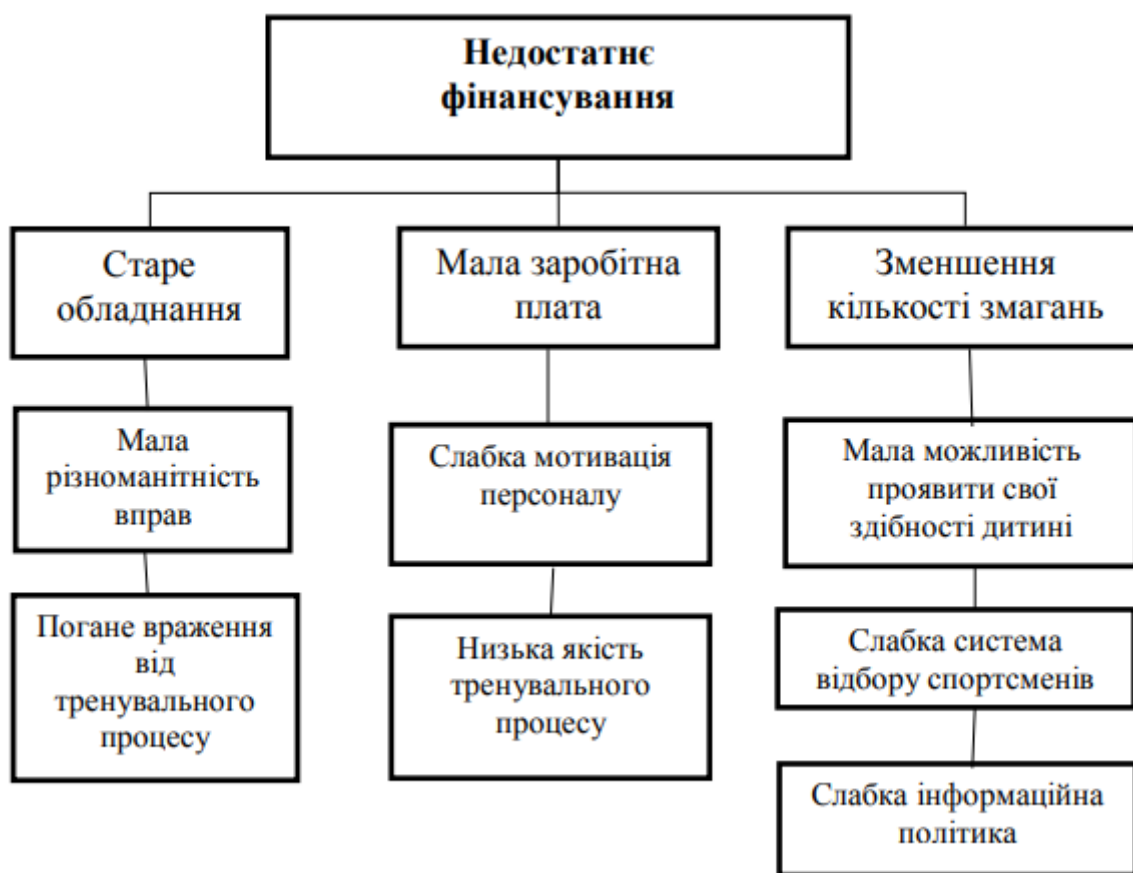 Недостатнє
фінансування
Старе
обладнання
Мала заробітна
плата
Зменшення
кількості змагань
Мала
різноманітність
вправ
Слабка мотивація
персоналу
Мала можливість
проявити свої
здібності дитині
Погане враження
від
тренувального
процесу
Низька якість
тренувального
процесу
Слабка система
відбору спортсменів
Слабка інформаційна
політика